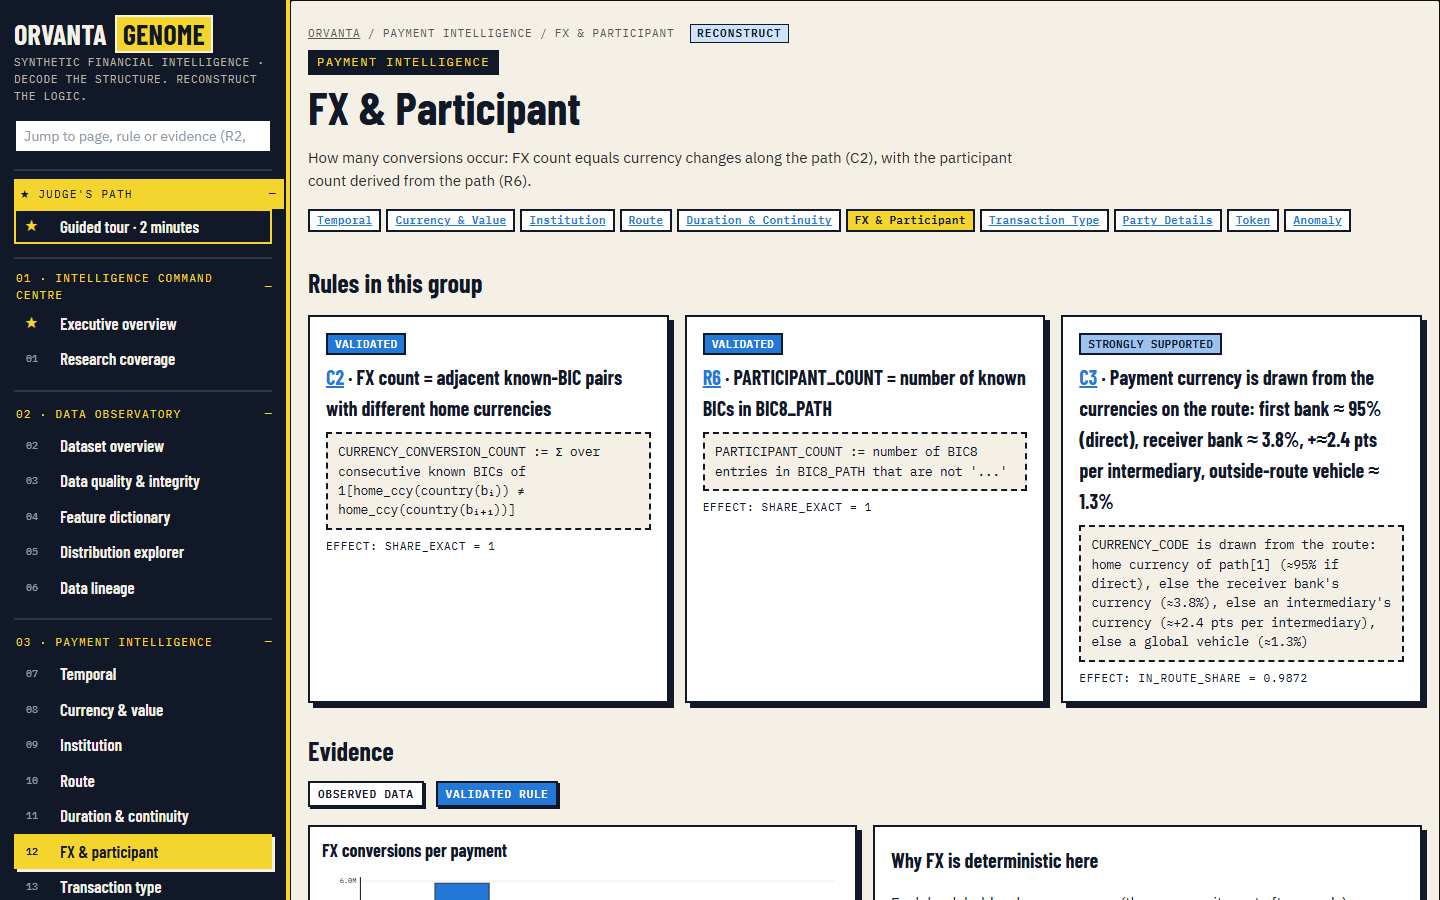 ORVANTA GENOME
SYNTHETIC FINANCIAL INTELLIGENCE ·
DECODE THE STRUCTURE. RECONSTRUCT
THE LOGIC.
Jump to page, rule or evidence (R2,
★ JUDGE'S PATH −
★ Guided tour · 2 minutes
01 · INTELLIGENCE COMMAND
CENTRE −
★ Executive overview
01 Research coverage
02 · DATA OBSERVATORY −
02 Dataset overview
03 Data quality & integrity
04 Feature dictionary
05 Distribution explorer
06 Data lineage
03 · PAYMENT INTELLIGENCE −
07 Temporal
08 Currency & value
09 Institution
10 Route
11 Duration & continuity
12 FX & participant
13 Transaction type
ORVANTA / PAYMENT INTELLIGENCE / FX & PARTICIPANT RECONSTRUCT
PAYMENT INTELLIGENCE
FX & Participant
How many conversions occur: FX count equals currency changes along the path (C2), with the participant
count derived from the path (R6).
Temporal Currency & Value Institution Route Duration & Continuity FX & Participant Transaction Type Party Details Token Anomaly
Rules in this group
VALIDATED
C2 · FX count = adjacent known-BIC pairs
with different home currencies
CURRENCY_CONVERSION_COUNT := Σ over
consecutive known BICs of
1[home_ccy(country(bᵢ)) ≠
home_ccy(country(bᵢ₊₁))]
EFFECT: SHARE_EXACT = 1
VALIDATED
R6 · PARTICIPANT_COUNT = number of known
BICs in BIC8_PATH
PARTICIPANT_COUNT := number of BIC8
entries in BIC8_PATH that are not '...'
EFFECT: SHARE_EXACT = 1
STRONGLY SUPPORTED
C3 · Payment currency is drawn from the
currencies on the route: first bank ≈ 95%
(direct), receiver bank ≈ 3.8%, +≈2.4 pts
per intermediary, outside-route vehicle ≈
1.3%
CURRENCY_CODE is drawn from the route:
home currency of path[1] (≈95% if
direct), else the receiver bank's
currency (≈3.8%), else an intermediary's
currency (≈+2.4 pts per intermediary),
else a global vehicle (≈1.3%)
EFFECT: IN_ROUTE_SHARE = 0.9872
Evidence
OBSERVED DATA VALIDATED RULE
FX conversions per payment
6.0M
Why FX is deterministic here